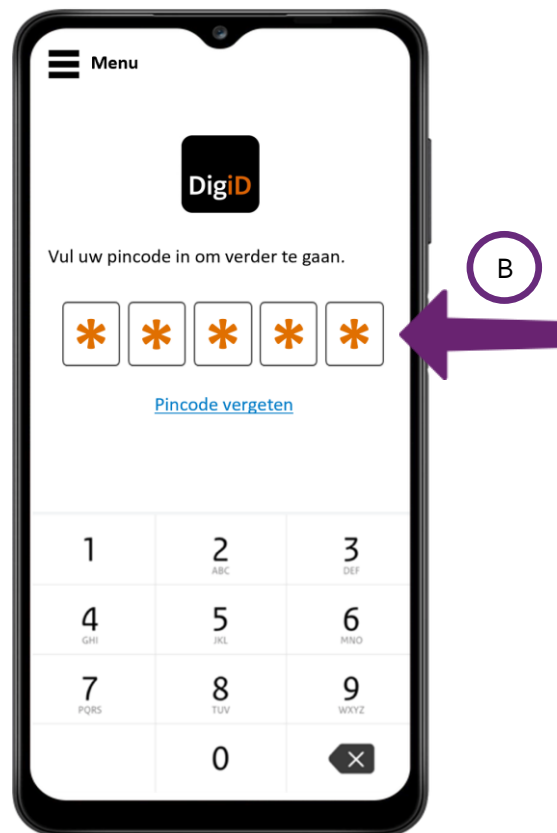 Menu
DigiD
Vul uw pincode in om verder te gaan.
B
* * * * *
Pincode vergeten
1 2 3
ABC DEF
4 5 6
GHI JKL MNO
7 8 9
PQRS TUV WXYZ
0